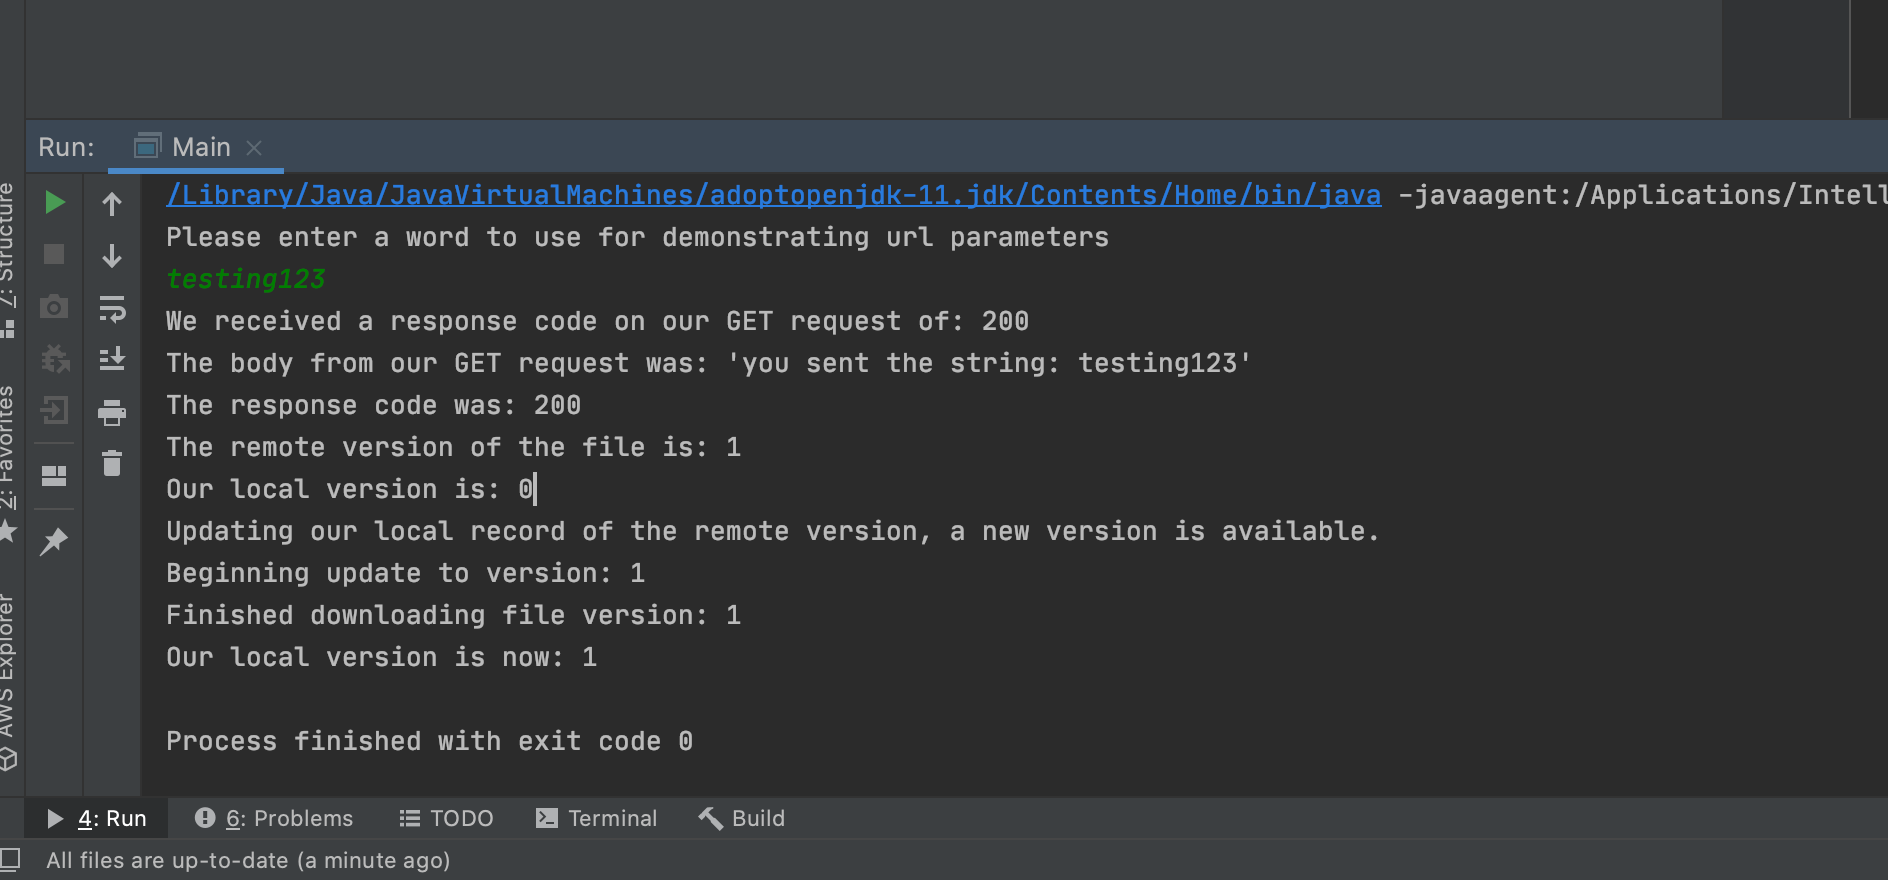 Run: Main
/Library/Java/JavaVirtualMachines/adoptopenjdk-11.jdk/Contents/Home/bin/java -javaagent:/Applications/Intell
Please enter a word to use for demonstrating url parameters
testing123
We received a response code on our GET request of: 200
The body from our GET request was: 'you sent the string: testing123'
The response code was: 200
The remote version of the file is: 1
Our local version is: 0
Updating our local record of the remote version, a new version is available.
Beginning update to version: 1
Finished downloading file version: 1
Our local version is now: 1
Process finished with exit code 0
7: Structure
2: Favorites
AWS Explorer
4: Run 6: Problems TODO Terminal Build
All files are up-to-date (a minute ago)